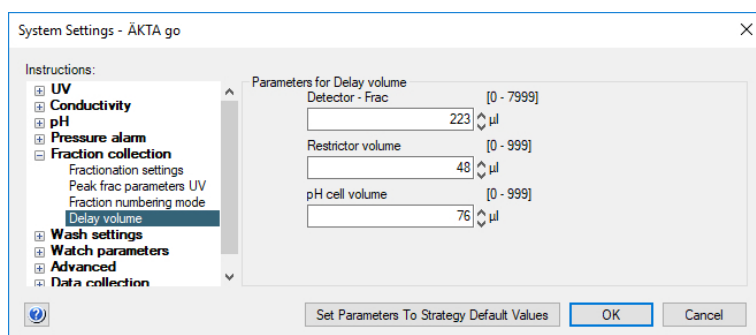 System Settings - ÄKTA go
Instructions:
UV
Conductivity
pH
Pressure alarm
Fraction collection
Fractionation settings
Peak frac parameters UV
Fraction numbering mode
Delay volume
Wash settings
Watch parameters
Advanced
Data collection
Parameters for Delay volume
Detector - Frac [0 - 7999]
223 µl
Restrictor volume [0 - 999]
48 µl
pH cell volume [0 - 999]
76 µl
Set Parameters To Strategy Default Values OK Cancel